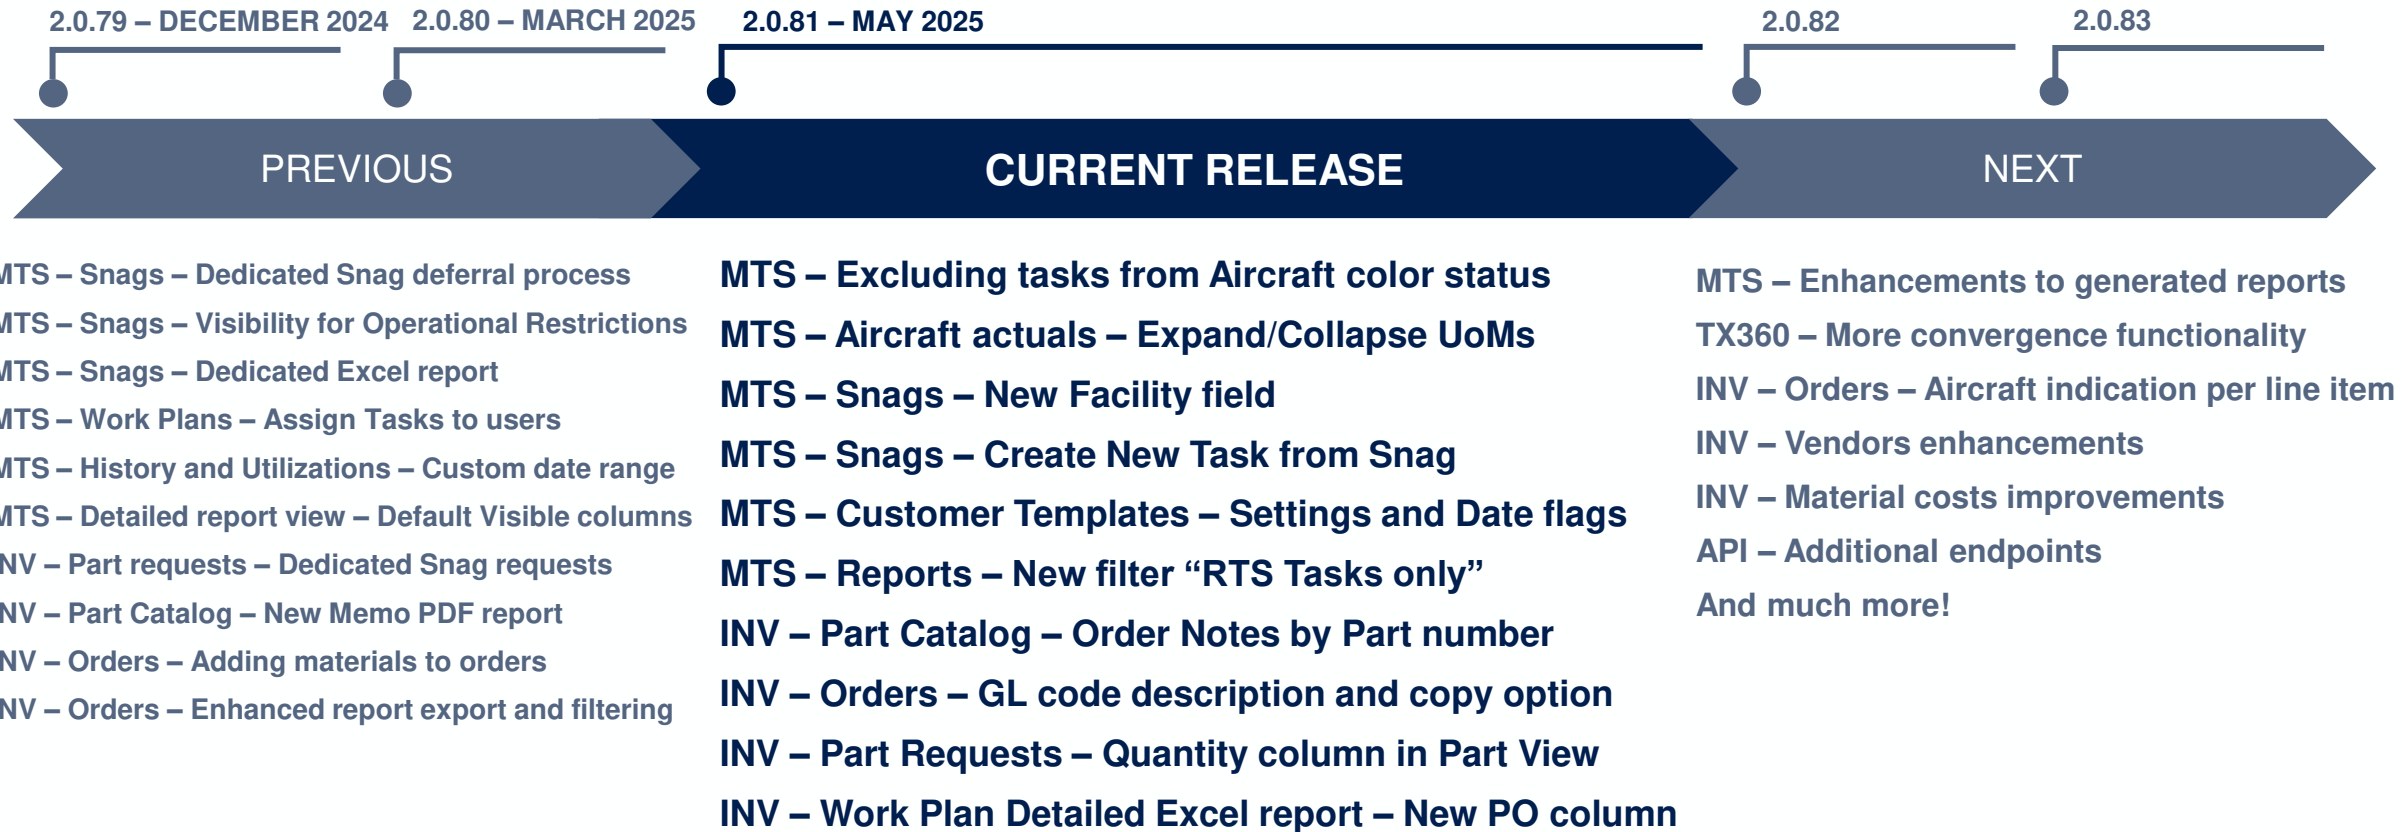 2.0.79 – DECEMBER 2024
2.0.80 – MARCH 2025
2.0.81 – MAY 2025
2.0.82
2.0.83
PREVIOUS
CURRENT RELEASE
NEXT
MTS – Snags – Dedicated Snag deferral process
MTS – Snags – Visibility for Operational Restrictions
MTS – Snags – Dedicated Excel report
MTS – Work Plans – Assign Tasks to users
MTS – History and Utilizations – Custom date range
MTS – Detailed report view – Default Visible columns
INV – Part requests – Dedicated Snag requests
INV – Part Catalog – New Memo PDF report
INV – Orders – Adding materials to orders
INV – Orders – Enhanced report export and filtering
MTS – Excluding tasks from Aircraft color status
MTS – Aircraft actuals – Expand/Collapse UoMs
MTS – Snags – New Facility field
MTS – Snags – Create New Task from Snag
MTS – Customer Templates – Settings and Date flags
MTS – Reports – New filter “RTS Tasks only”
INV – Part Catalog – Order Notes by Part number
INV – Orders – GL code description and copy option
INV – Part Requests – Quantity column in Part View
INV – Work Plan Detailed Excel report – New PO column
MTS – Enhancements to generated reports
TX360 – More convergence functionality
INV – Orders – Aircraft indication per line item
INV – Vendors enhancements
INV – Material costs improvements
API – Additional endpoints
And much more!